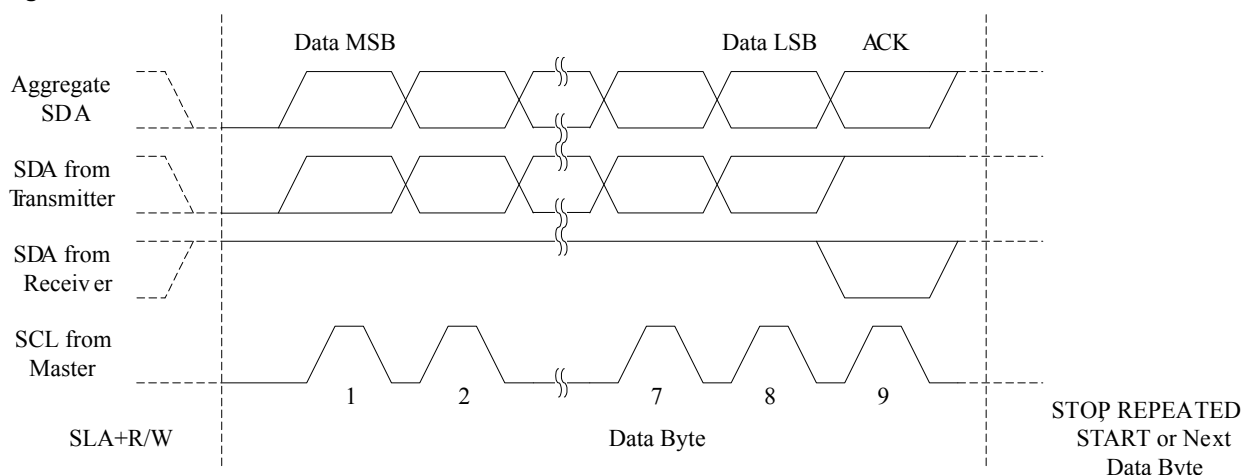 Data MSB
Data LSB
ACK
Aggregate
SDA
SDA from
Transmitter
SDA from
Receiver
SCL from
Master
1
2
7
8
9
SLA+R/W
Data Byte
STOP, REPEATED
START or Next
Data Byte